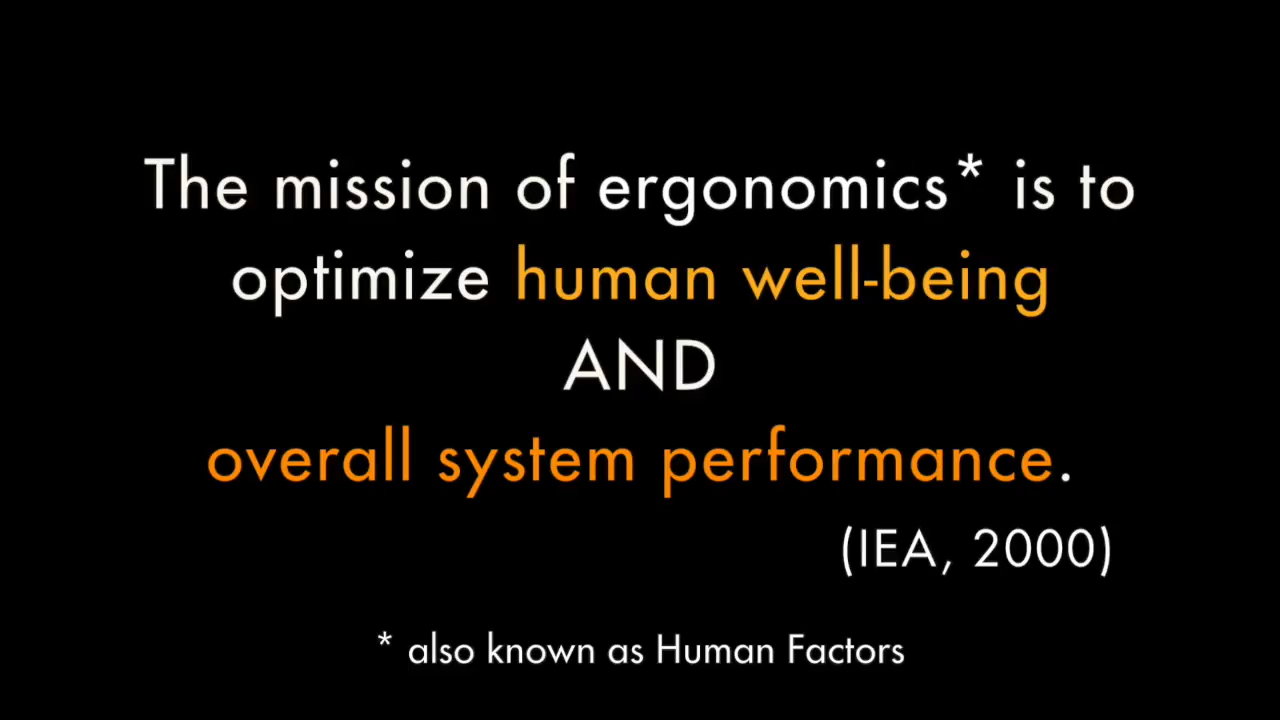 The mission of ergonomics* is to
optimize human well-being
AND
overall system performance.
(IEA, 2000)
* also known as Human Factors